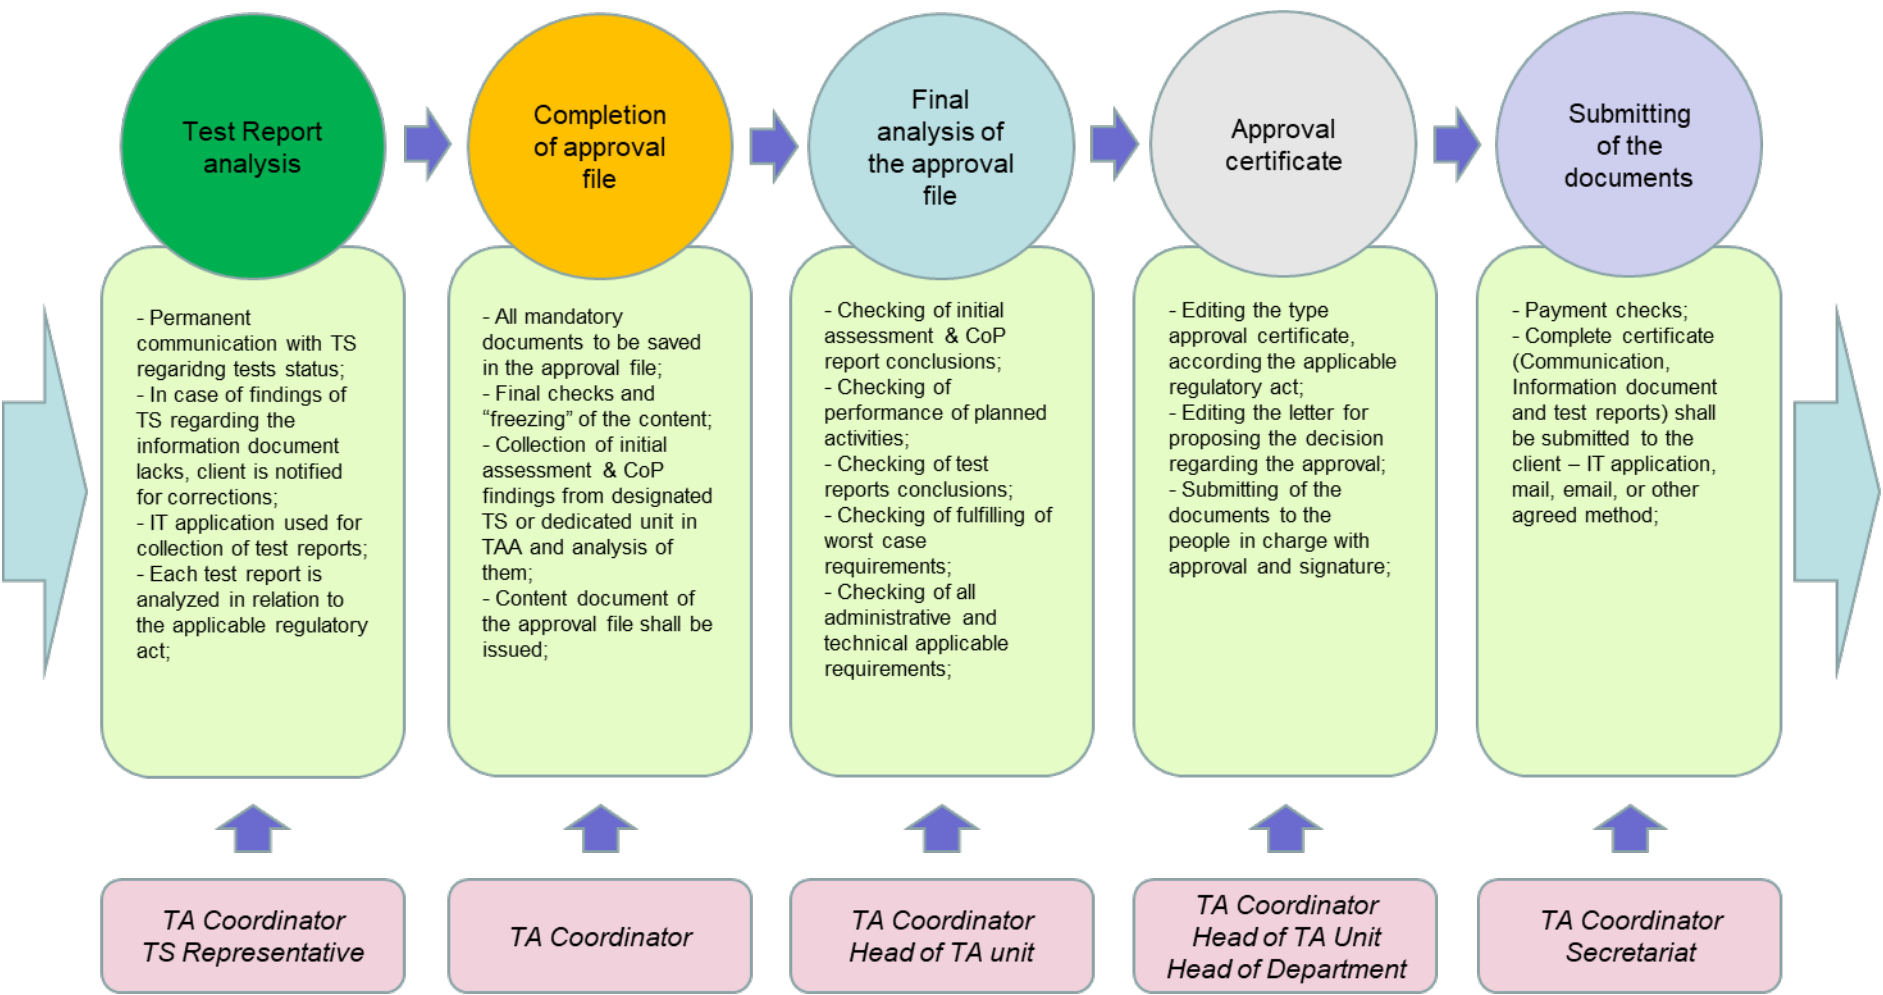 Test Report
analysis
Completion
of approval
file
Final
analysis of
the approval
file
Approval
certificate
Submitting
of the
documents
- Permanent
communication with TS
regaridng tests status;
- In case of findings of
TS regarding the
information document
lacks, client is notified
for corrections;
- IT application used for
collection of test reports;
- Each test report is
analyzed in relation to
the applicable regulatory
act;
- All mandatory
documents to be saved
in the approval file;
- Final checks and
“freezing” of the content;
- Collection of initial
assessment & CoP
findings from designated
TS or dedicated unit in
TAA and analysis of
them;
- Content document of
the approval file shall be
issued;
- Checking of initial
assessment & CoP
report conclusions;
- Checking of
performance of planned
activities;
- Checking of test
reports conclusions;
- Checking of fulfilling of
worst case
requirements;
- Checking of all
administrative and
technical applicable
requirements;
- Editing the type
approval certificate,
according the applicable
regulatory act;
- Editing the letter for
proposing the decision
regarding the approval;
- Submitting of the
documents to the
people in charge with
approval and signature;
- Payment checks;
- Complete certificate
(Communication,
Information document
and test reports) shall
be submitted to the
client – IT application,
mail, email, or other
agreed method;
TA Coordinator
TS Representative
TA Coordinator
TA Coordinator
Head of TA unit
TA Coordinator
Head of TA Unit
Head of Department
TA Coordinator
Secretariat